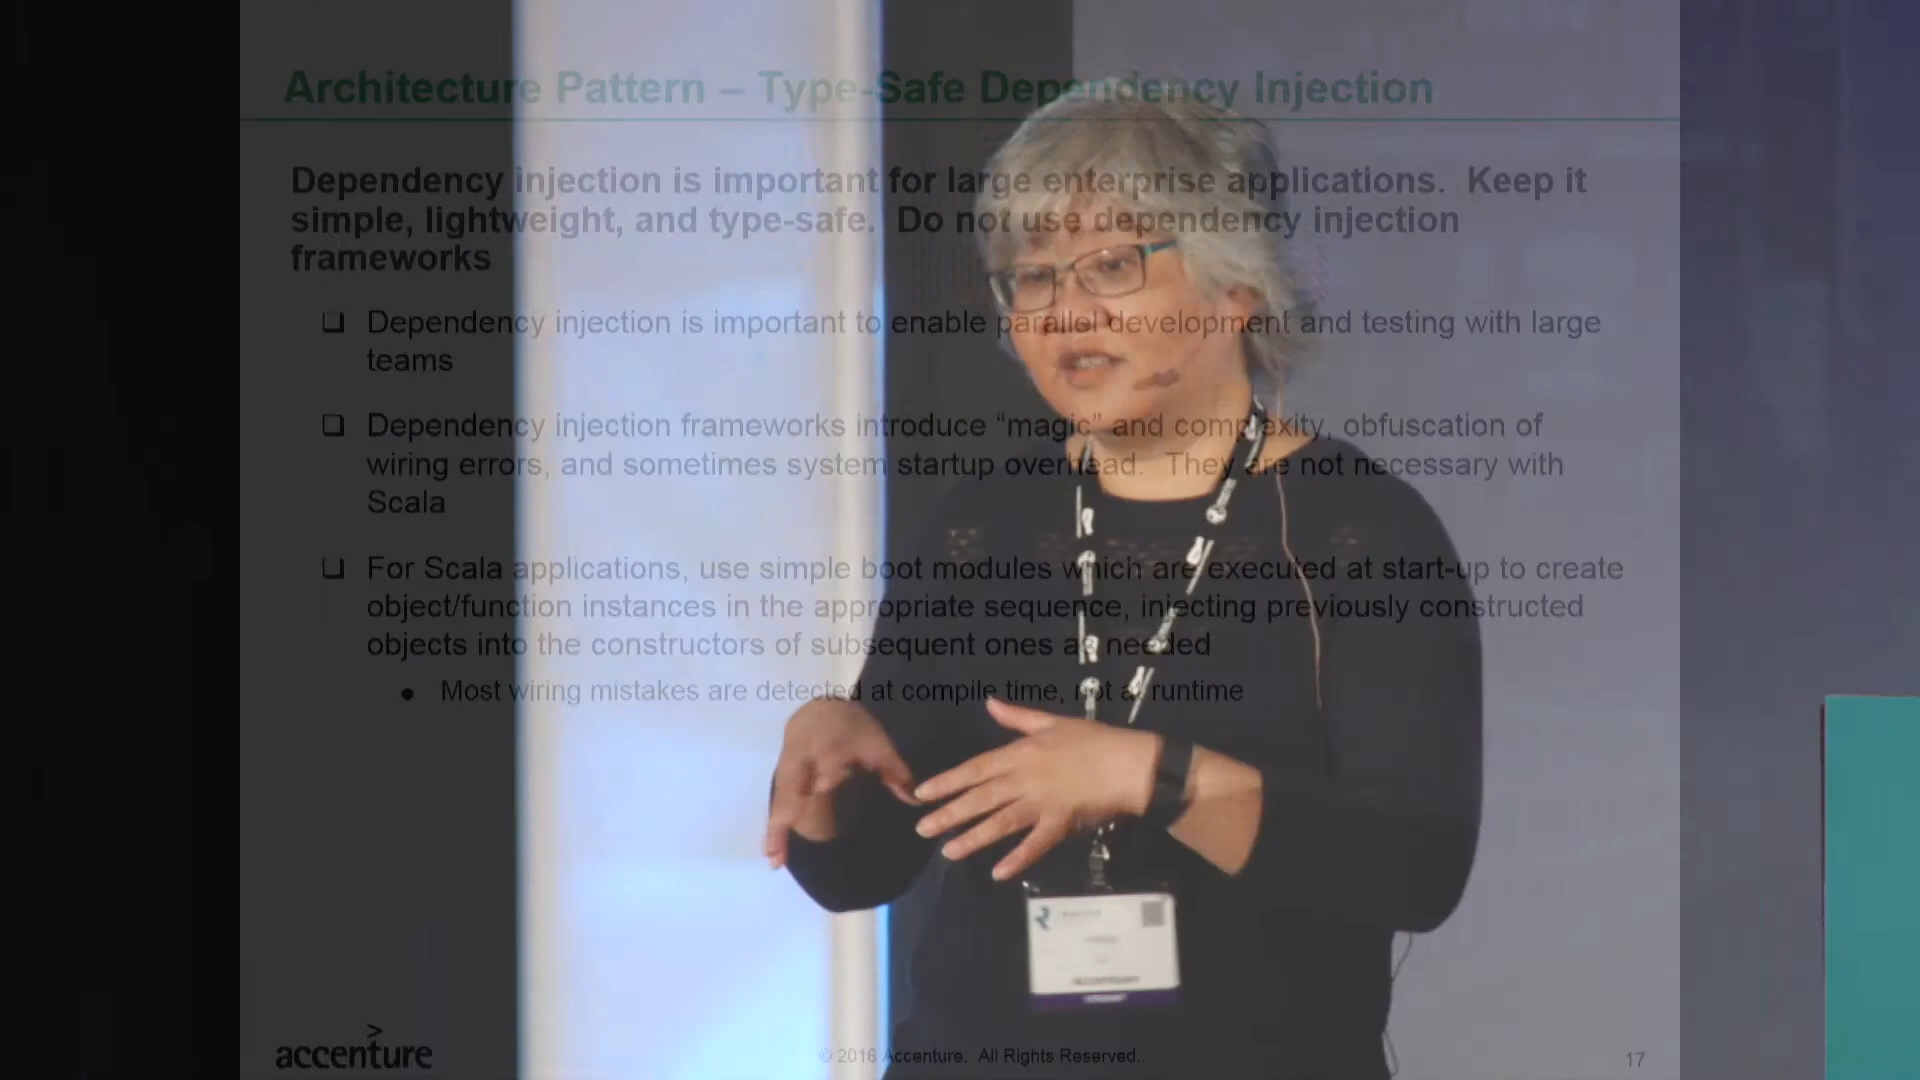 Architecture Pattern – Type-Safe Dependency Injection
Dependency injection is important for large enterprise applications.  Keep it
simple, lightweight, and type-safe.  Do not use dependency injection
frameworks
❑ Dependency injection is important to enable parallel development and testing with large
teams
❑ Dependency injection frameworks introduce “magic” and complexity, obfuscation of
wiring errors, and sometimes system startup overhead.  They are not necessary with
Scala
❑ For Scala applications, use simple boot modules which are executed at start-up to create
object/function instances in the appropriate sequence, injecting previously constructed
objects into the constructors of subsequent ones as needed
● Most wiring mistakes are detected at compile time, not at runtime
>
accenture
© 2016 Accenture.  All Rights Reserved.
17